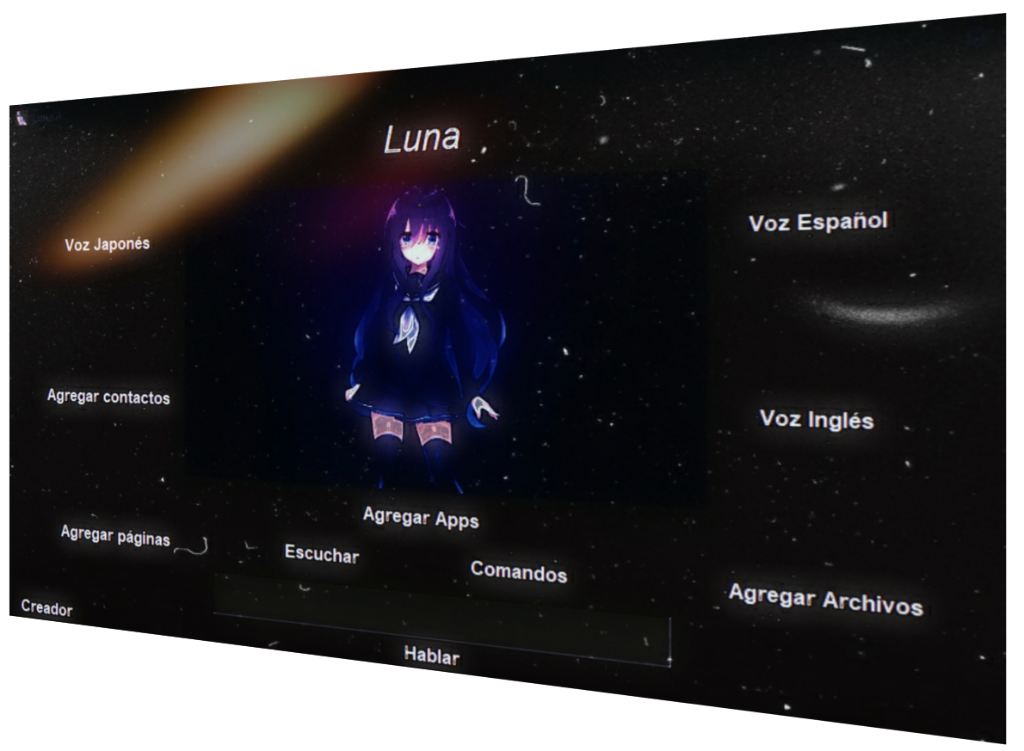 Luna
Voz Japonés
Voz Español
Agregar contactos
Voz Inglés
Agregar Apps
Agregar páginas
Escuchar
Comandos
Agregar Archivos
Creador
Hablar